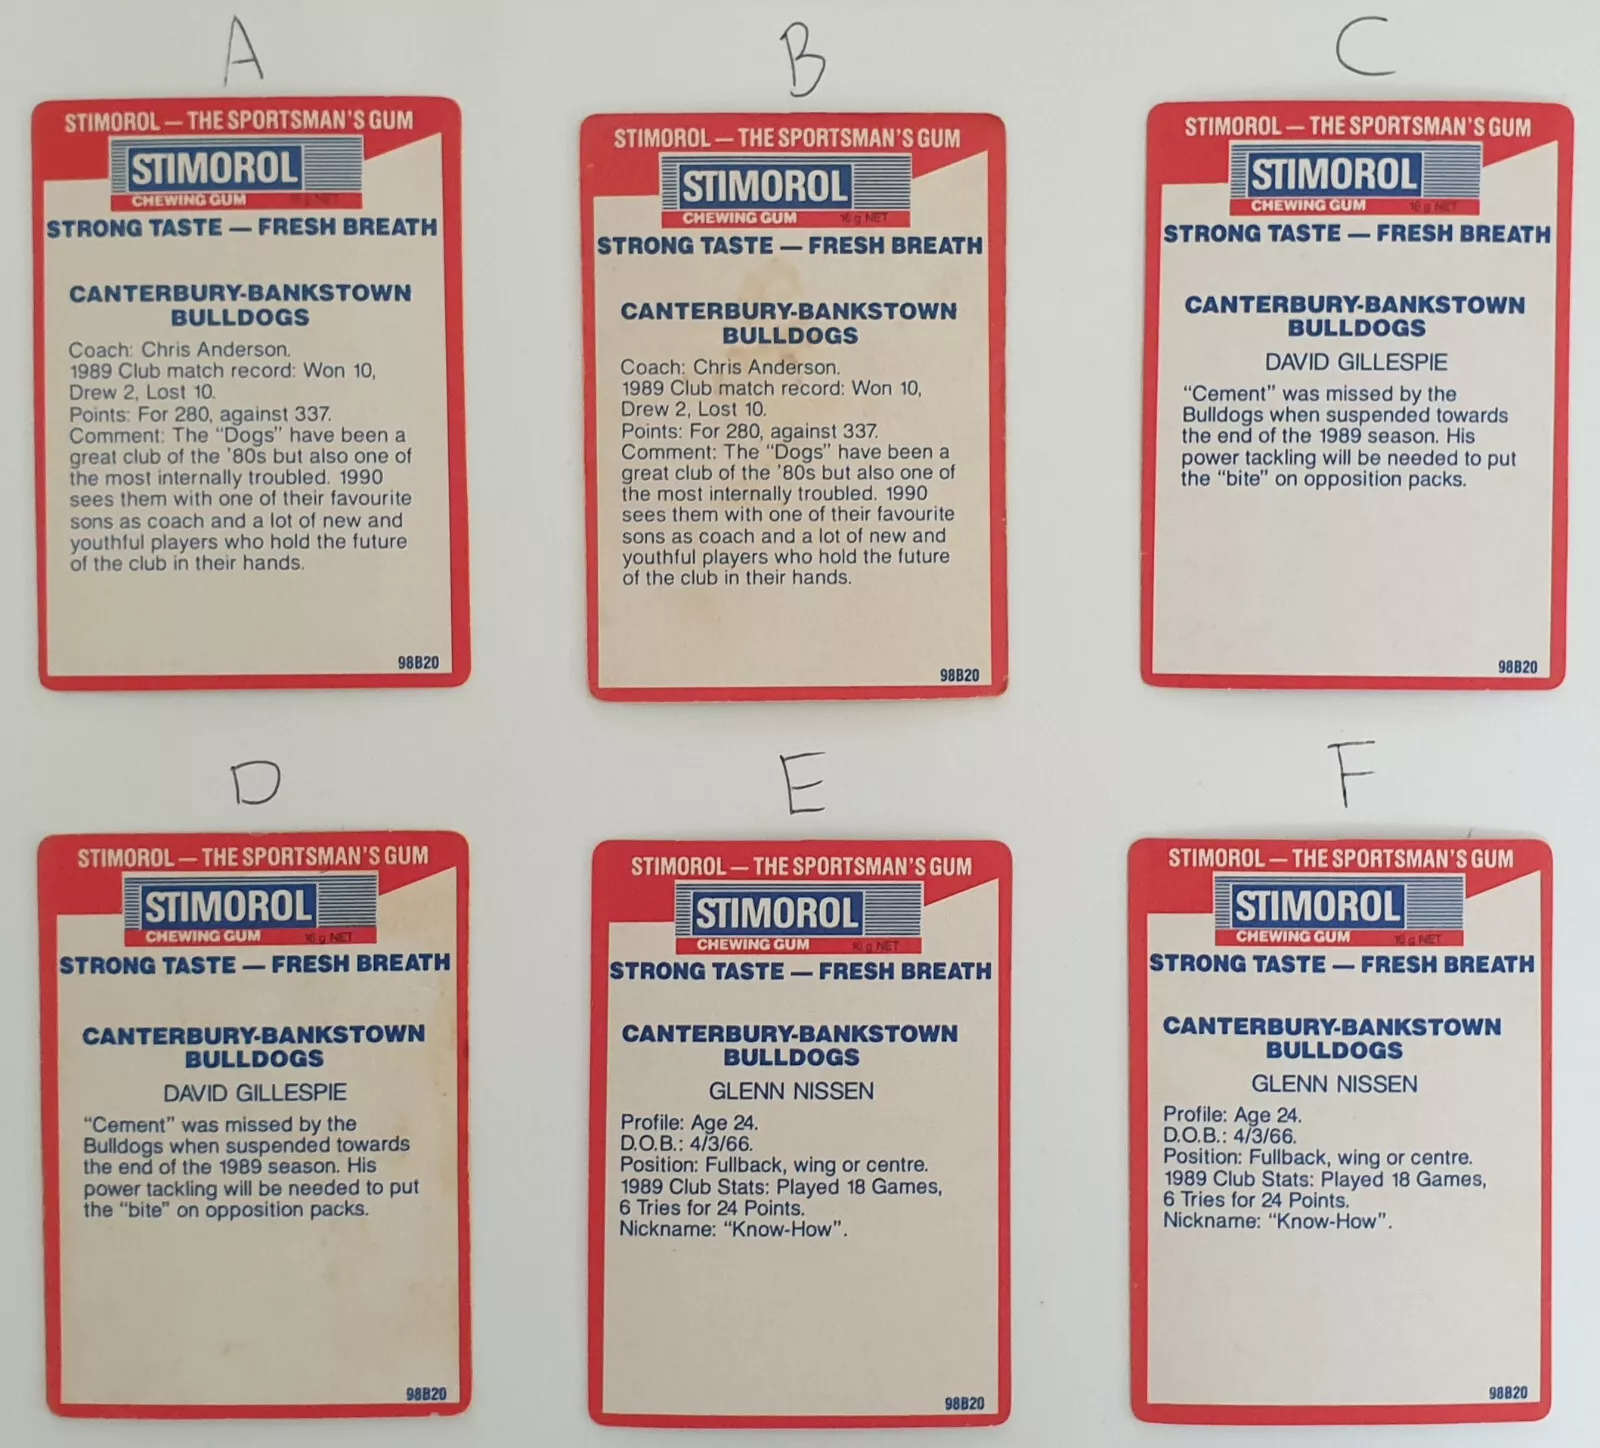 A
STIMOROL — THE SPORTSMAN'S GUM
STIMOROL
CHEWING GUM 16 g NET
STRONG TASTE — FRESH BREATH
CANTERBURY-BANKSTOWN
BULLDOGS
Coach: Chris Anderson.
1989 Club match record: Won 10,
Drew 2, Lost 10.
Points: For 280, against 337.
Comment: The “Dogs” have been a
great club of the '80s but also one of
the most internally troubled. 1990
sees them with one of their favourite
sons as coach and a lot of new and
youthful players who hold the future
of the club in their hands.
98B20
B
STIMOROL — THE SPORTSMAN'S GUM
STIMOROL
CHEWING GUM 16 g NET
STRONG TASTE — FRESH BREATH
CANTERBURY-BANKSTOWN
BULLDOGS
Coach: Chris Anderson.
1989 Club match record: Won 10,
Drew 2, Lost 10.
Points: For 280, against 337.
Comment: The “Dogs” have been a
great club of the '80s but also one of
the most internally troubled. 1990
sees them with one of their favourite
sons as coach and a lot of new and
youthful players who hold the future
of the club in their hands.
98B20
C
STIMOROL — THE SPORTSMAN'S GUM
STIMOROL
CHEWING GUM 16 g NET
STRONG TASTE — FRESH BREATH
CANTERBURY-BANKSTOWN
BULLDOGS
DAVID GILLESPIE
“Cement” was missed by the
Bulldogs when suspended towards
the end of the 1989 season. His
power tackling will be needed to put
the “bite” on opposition packs.
98B20
D
STIMOROL — THE SPORTSMAN'S GUM
STIMOROL
CHEWING GUM 16 g NET
STRONG TASTE — FRESH BREATH
CANTERBURY-BANKSTOWN
BULLDOGS
DAVID GILLESPIE
“Cement” was missed by the
Bulldogs when suspended towards
the end of the 1989 season. His
power tackling will be needed to put
the “bite” on opposition packs.
98B20
E
STIMOROL — THE SPORTSMAN'S GUM
STIMOROL
CHEWING GUM 16 g NET
STRONG TASTE — FRESH BREATH
CANTERBURY-BANKSTOWN
BULLDOGS
GLENN NISSEN
Profile: Age 24.
D.O.B.: 4/3/66.
Position: Fullback, wing or centre.
1989 Club Stats: Played 18 Games,
6 Tries for 24 Points.
Nickname: “Know-How”.
98B20
F
STIMOROL — THE SPORTSMAN'S GUM
STIMOROL
CHEWING GUM 16 g NET
STRONG TASTE — FRESH BREATH
CANTERBURY-BANKSTOWN
BULLDOGS
GLENN NISSEN
Profile: Age 24.
D.O.B.: 4/3/66.
Position: Fullback, wing or centre.
1989 Club Stats: Played 18 Games,
6 Tries for 24 Points.
Nickname: “Know-How”.
98B20